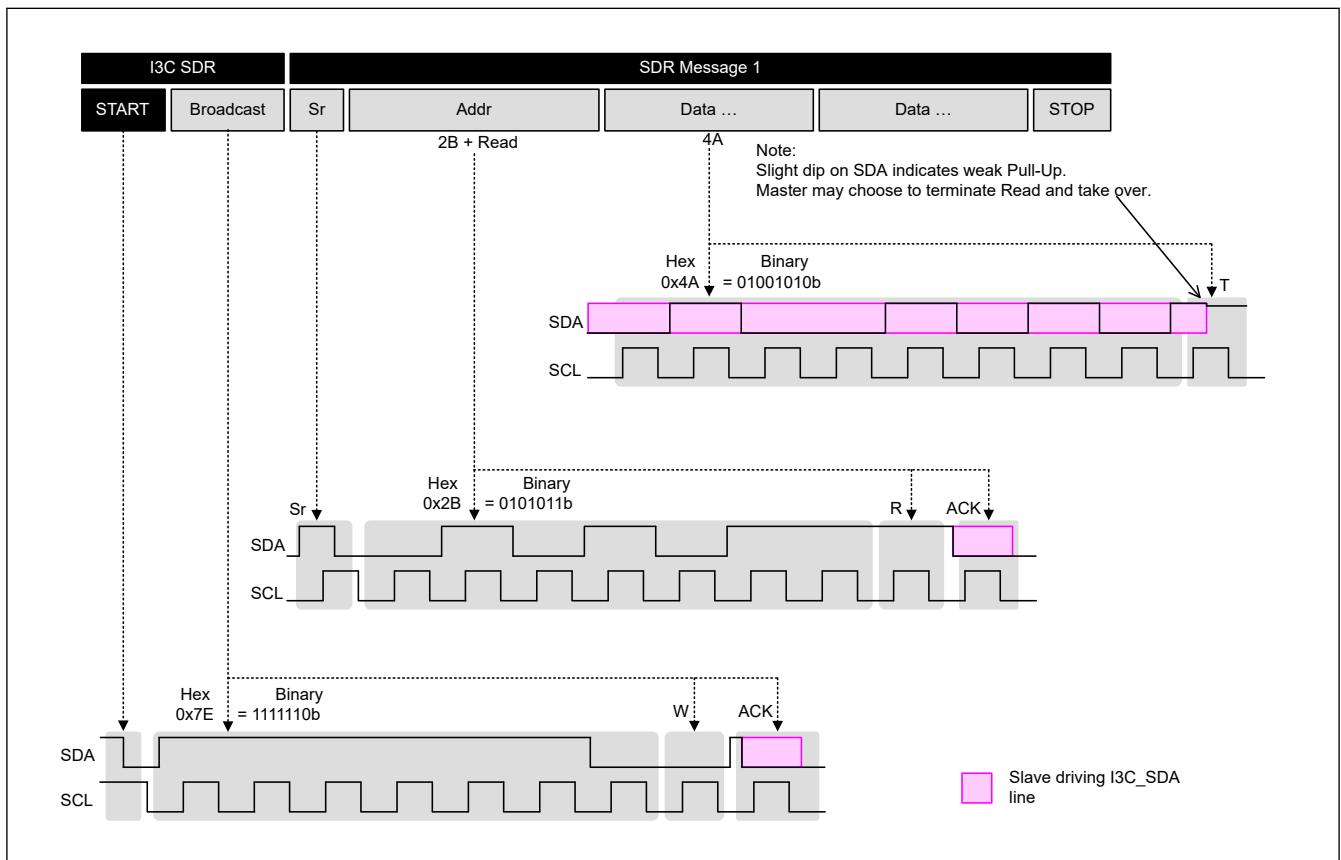 I3C SDR
SDR Message 1
START
Broadcast
Sr
Addr
Data …
Data …
STOP
2B + Read
4A
Note:
Slight dip on SDA indicates weak Pull-Up.
Master may choose to terminate Read and take over.
Hex Binary
0x4A = 01001010b
T
SDA
SCL
Hex Binary
0x2B = 0101011b
Sr
R
ACK
SDA
SCL
Hex Binary
0x7E = 1111110b
W
ACK
SDA
SCL
Slave driving I3C_SDA
line